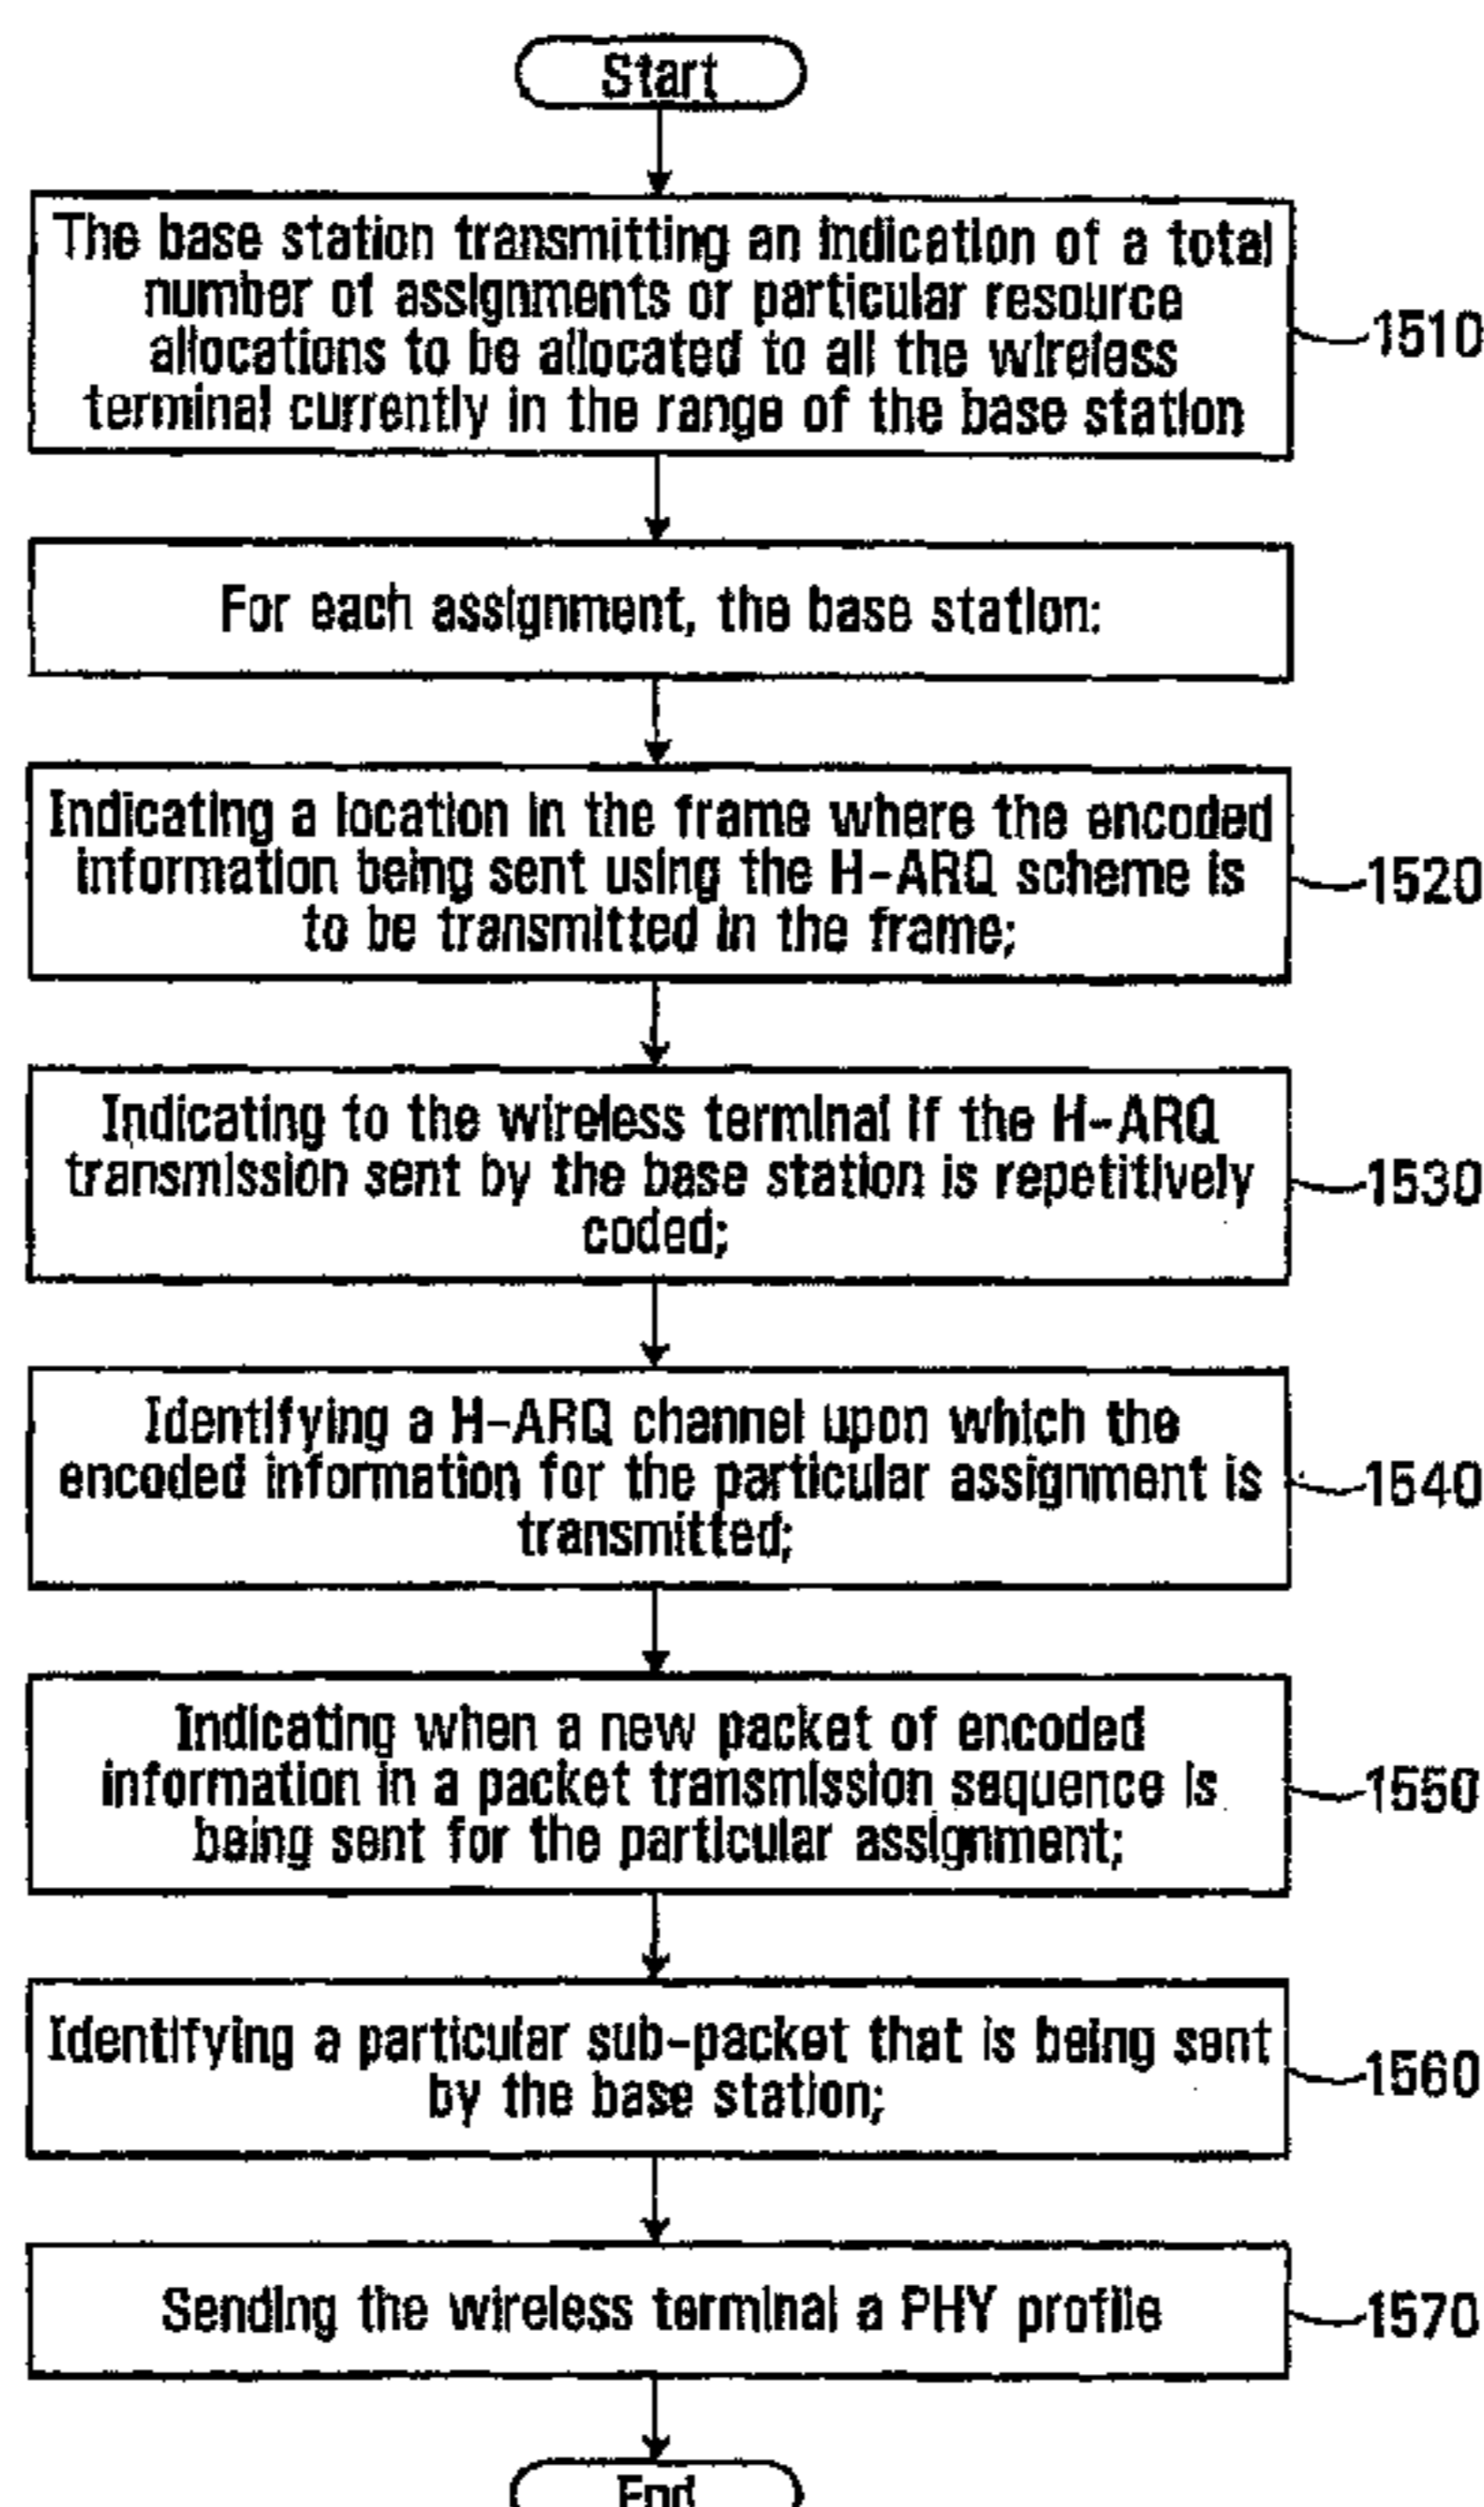 Start
The base station transmitting an indication of a total
number of assignments or particular resource
allocations to be allocated to all the wireless
terminal currently in the range of the base station
1510
For each assignment, the base station:
Indicating a location in the frame where the encoded
information being sent using the H-ARQ scheme is
to be transmitted in the frame;
1520
Indicating to the wireless terminal if the H-ARQ
transmission sent by the base station is repetitively
coded;
1530
Identifying a H-ARQ channel upon which the
encoded information for the particular assignment is
transmitted;
1540
Indicating when a new packet of encoded
information in a packet transmission sequence is
being sent for the particular assignment;
1550
Identifying a particular sub-packet that is being sent
by the base station;
1560
Sending the wireless terminal a PHY profile
1570
End